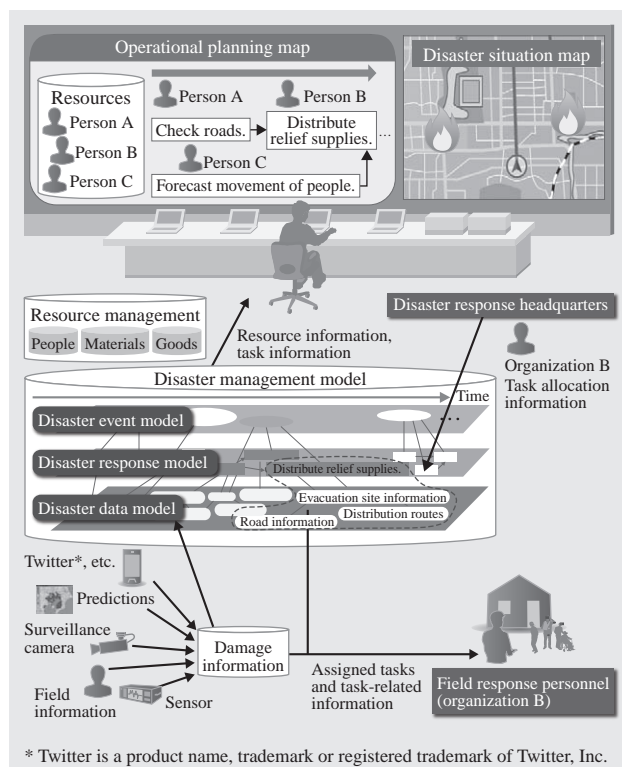 Operational planning map
Disaster situation map
Resources
Person A
Person B
Person C
Person A
Person B
Check roads.
Distribute
relief supplies.
...
Person C
Forecast movement of people.
Resource management
People
Materials
Goods
Resource information,
task information
Disaster response headquarters
Organization B
Task allocation
information
Disaster management model
Time
Disaster event model
...
Disaster response model
Distribute relief supplies.
Disaster data model
Evacuation site information
Road information
Distribution routes
Twitter*, etc.
Predictions
Surveillance
camera
Field
information
Sensor
Damage
information
Assigned tasks
and task-related
information
Field response personnel
(organization B)
* Twitter is a product name, trademark or registered trademark of Twitter, Inc.